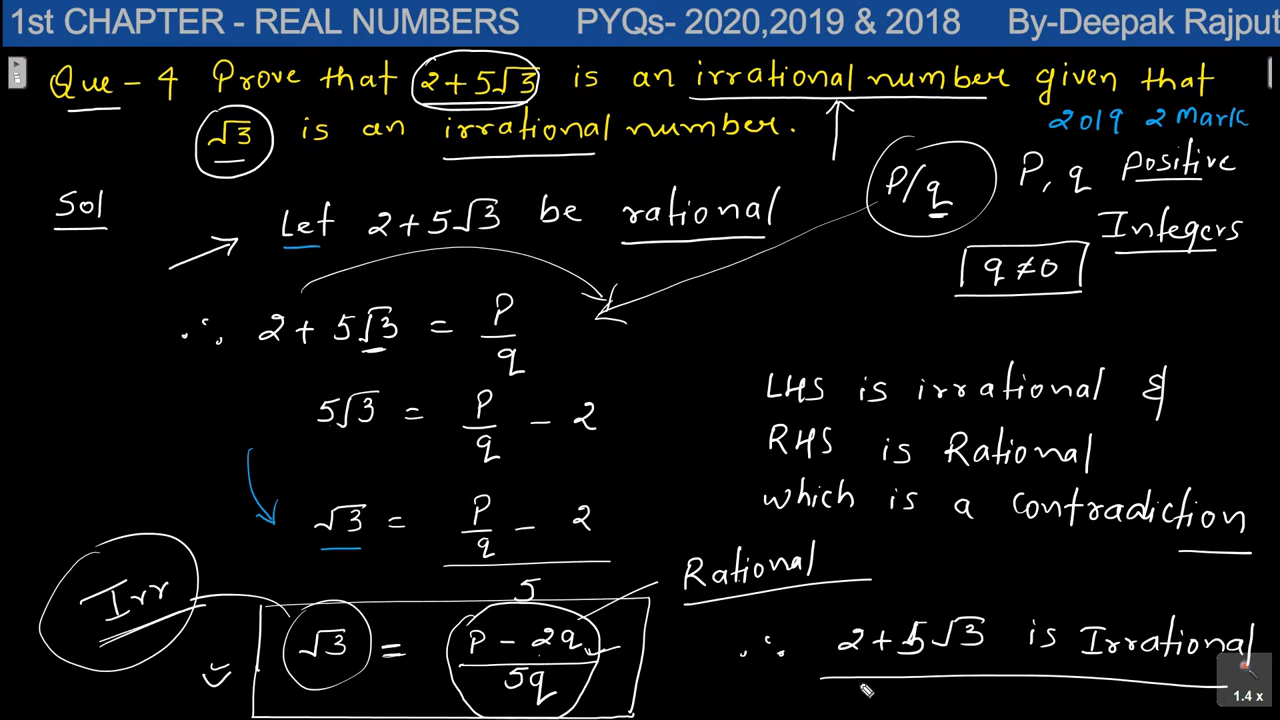 1st CHAPTER - REAL NUMBERS PYQs- 2020,2019 & 2018 By-Deepak Rajput
Que - 4 Prove that 2 + 5√3 is an irrational number given that
√3 is an irrational number.
2019 2 Mark
P/q P, q Positive
Integers
q ≠ 0
Sol
Let 2 + 5√3 be rational
∴ 2 + 5√3 = P/q
5√3 = P/q - 2
√3 = (P/q - 2)/5
Irr
√3 = (P - 2q)/5q
Rational
LHS is irrational &
RHS is Rational
which is a contradiction
∴ 2 + 5√3 is Irrational
1.4 x